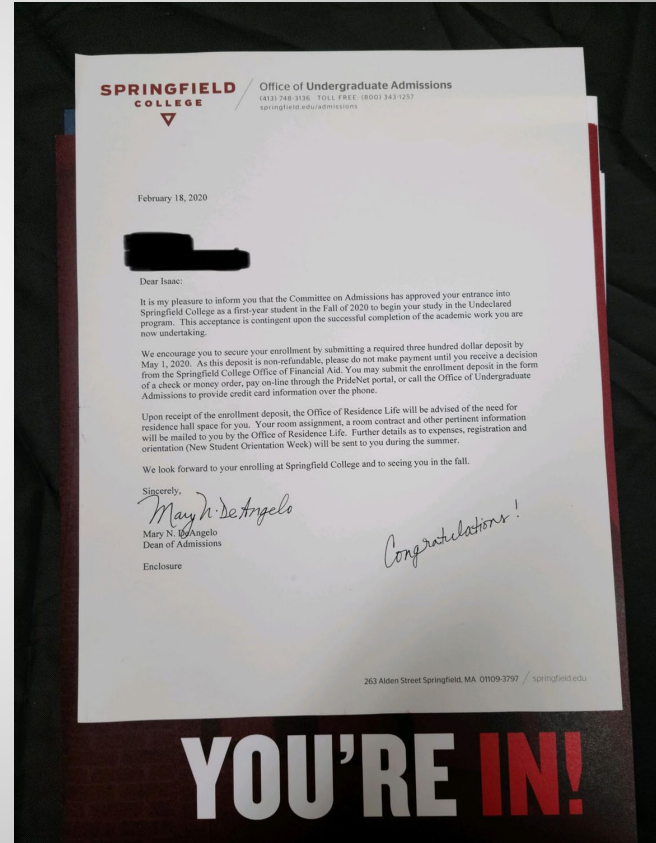 SPRINGFIELD
COLLEGE
Office of Undergraduate Admissions
(413) 748-3136 TOLL FREE: (800) 343-1257
springfield.edu/admissions
February 18, 2020
Dear Isaac:
It is my pleasure to inform you that the Committee on Admissions has approved your entrance into
Springfield College as a first-year student in the Fall of 2020 to begin your study in the Undeclared
program. This acceptance is contingent upon the successful completion of the academic work you are
now undertaking.
We encourage you to secure your enrollment by submitting a required three hundred dollar deposit by
May 1, 2020. As this deposit is non-refundable, please do not make payment until you receive a decision
from the Springfield College Office of Financial Aid. You may submit the enrollment deposit in the form
of a check or money order, pay on-line through the PrideNet portal, or call the Office of Undergraduate
Admissions to provide credit card information over the phone.
Upon receipt of the enrollment deposit, the Office of Residence Life will be advised of the need for
residence hall space for you. Your room assignment, a room contract and other pertinent information
will be mailed to you by the Office of Residence Life. Further details as to expenses, registration and
orientation (New Student Orientation Week) will be sent to you during the summer.
We look forward to your enrolling at Springfield College and to seeing you in the fall.
Sincerely,
Mary N. DeAngelo
Mary N. DeAngelo
Dean of Admissions
Congratulations!
Enclosure
263 Alden Street Springfield, MA 01109-3797 / springfield.edu
YOU'RE IN!